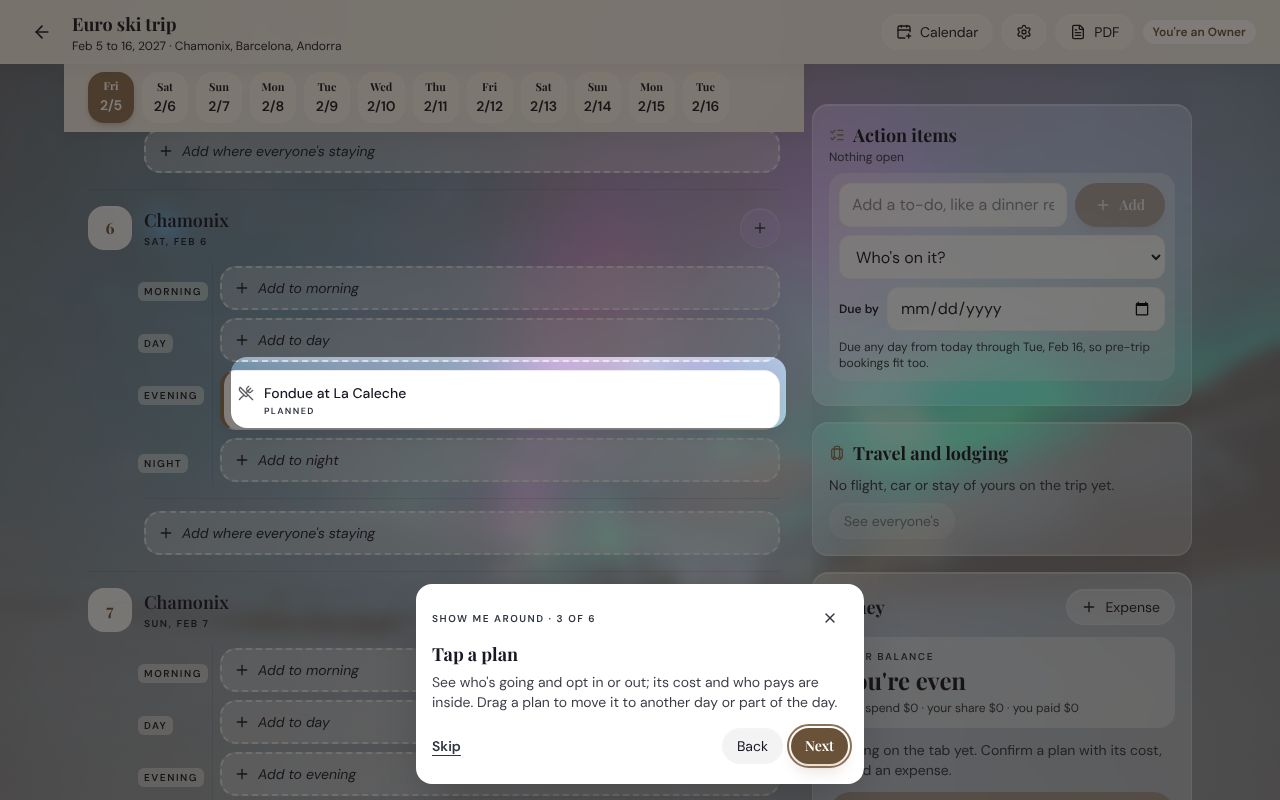 Euro ski trip
Feb 5 to 16, 2027 · Chamonix, Barcelona, Andorra
Calendar
PDF
You're an Owner
Fri 2/5
Sat 2/6
Sun 2/7
Mon 2/8
Tue 2/9
Wed 2/10
Thu 2/11
Fri 2/12
Sat 2/13
Sun 2/14
Mon 2/15
Tue 2/16
Add where everyone's staying
6
Chamonix
SAT, FEB 6
MORNING
Add to morning
DAY
Add to day
EVENING
Fondue at La Caleche
PLANNED
NIGHT
Add to night
Add where everyone's staying
7
Chamonix
SUN, FEB 7
MORNING
Add to morning
DAY
Add to day
EVENING
Add to evening
Action items
Nothing open
Add a to-do, like a dinner re
Add
Who's on it?
Due by
mm/dd/yyyy
Due any day from today through Tue, Feb 16, so pre-trip
bookings fit too.
Travel and lodging
No flight, car or stay of yours on the trip yet.
See everyone's
Expense
BALANCE
even
spend $0 · your share $0 · you paid $0
on the tab yet. Confirm a plan with its cost,
an expense.
SHOW ME AROUND · 3 OF 6
Tap a plan
See who's going and opt in or out; its cost and who pays are
inside. Drag a plan to move it to another day or part of the day.
Skip
Back
Next